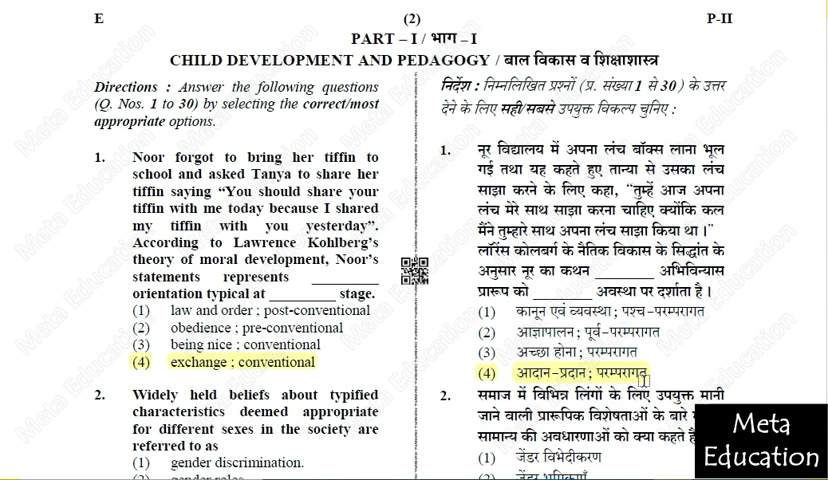 E (2) P-II
PART – I / भाग – I
CHILD DEVELOPMENT AND PEDAGOGY / बाल विकास व शिक्षाशास्त्र
Directions : Answer the following questions
(Q. Nos. 1 to 30) by selecting the correct/most
appropriate options.
1. Noor forgot to bring her tiffin to
school and asked Tanya to share her
tiffin saying “You should share your
tiffin with me today because I shared
my tiffin with you yesterday”.
According to Lawrence Kohlberg’s
theory of moral development, Noor’s
statements represents ________
orientation typical at ________ stage.
(1) law and order ; post-conventional
(2) obedience ; pre-conventional
(3) being nice ; conventional
(4) exchange ; conventional
2. Widely held beliefs about typified
characteristics deemed appropriate
for different sexes in the society are
referred to as
(1) gender discrimination.
(2) gender roles.
निर्देश : निम्नलिखित प्रश्नों (प्र. संख्या 1 से 30) के उत्तर
देने के लिए सही/सबसे उपयुक्त विकल्प चुनिए :
1. नूर विद्यालय में अपना लंच बॉक्स लाना भूल
गई तथा यह कहते हुए तान्या से उसका लंच
साझा करने के लिए कहा, “तुम्हें आज अपना
लंच मेरे साथ साझा करना चाहिए क्योंकि कल
मैंने तुम्हारे साथ अपना लंच साझा किया था ।”
लॉरेंस कोलबर्ग के नैतिक विकास के सिद्धांत के
अनुसार नूर का कथन ________ अभिविन्यास
प्रारूप को ________ अवस्था पर दर्शाता है ।
(1) कानून एवं व्यवस्था ; पश्च-परम्परागत
(2) आज्ञापालन ; पूर्व-परम्परागत
(3) अच्छा होना ; परम्परागत
(4) आदान-प्रदान ; परम्परागत
2. समाज में विभिन्न लिंगों के लिए उपयुक्त मानी
जाने वाली प्रारूपिक विशेषताओं के बारे
सामान्य की अवधारणाओं को क्या कहते
(1) जेंडर विभेदीकरण
(2) जेंडर भूमिकाएँ
Meta
Education